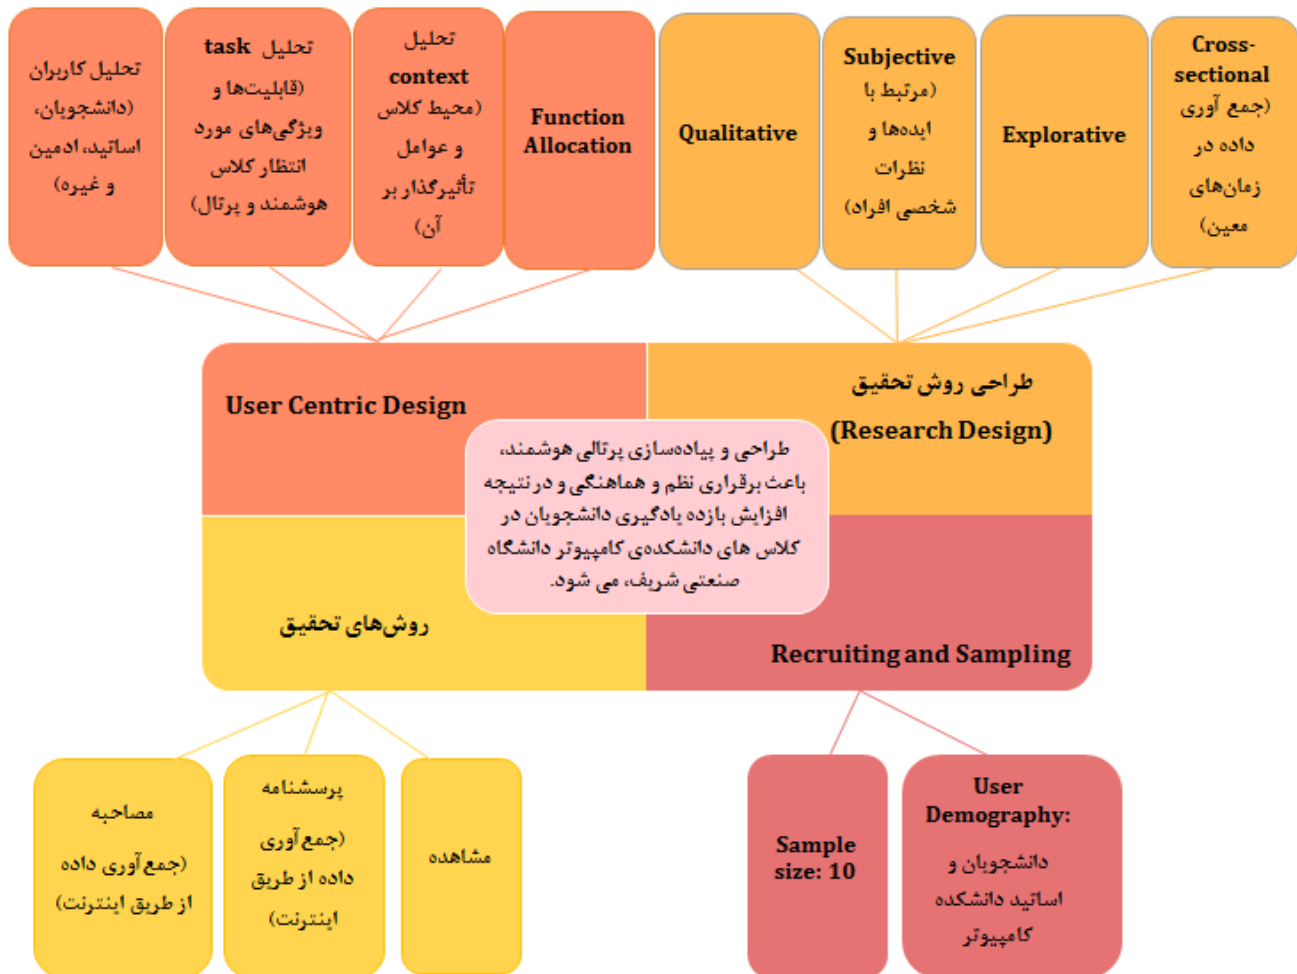 تحلیل کاربران
(دانشجویان،
اساتید، ادمین
و غیره)
تحلیل task
(قابلیت‌ها و
ویژگی‌های مورد
انتظار کلاس
هوشمند و پرتال)
تحلیل
context
(محیط کلاس
و عوامل
تأثیرگذار بر
آن)
Function
Allocation
Qualitative
Subjective
(مرتبط با
ایده‌ها و
نظرات
شخصی افراد)
Explorative
Cross-
sectional
(جمع آوری
داده در
زمان‌های
معین)
User Centric Design
طراحی روش تحقیق
(Research Design)
طراحی و پیاده‌سازی پرتالی هوشمند،
باعث برقراری نظم و هماهنگی و در نتیجه
افزایش بازده یادگیری دانشجویان در
کلاس های دانشکده‌ی کامپیوتر دانشگاه
صنعتی شریف، می شود.
روش‌های تحقیق
Recruiting and Sampling
مصاحبه
(جمع‌آوری داده
از طریق اینترنت)
پرسشنامه
(جمع‌آوری
داده از طریق
اینترنت)
مشاهده
Sample
size: 10
User
Demography:
دانشجویان و
اساتید دانشکده
کامپیوتر